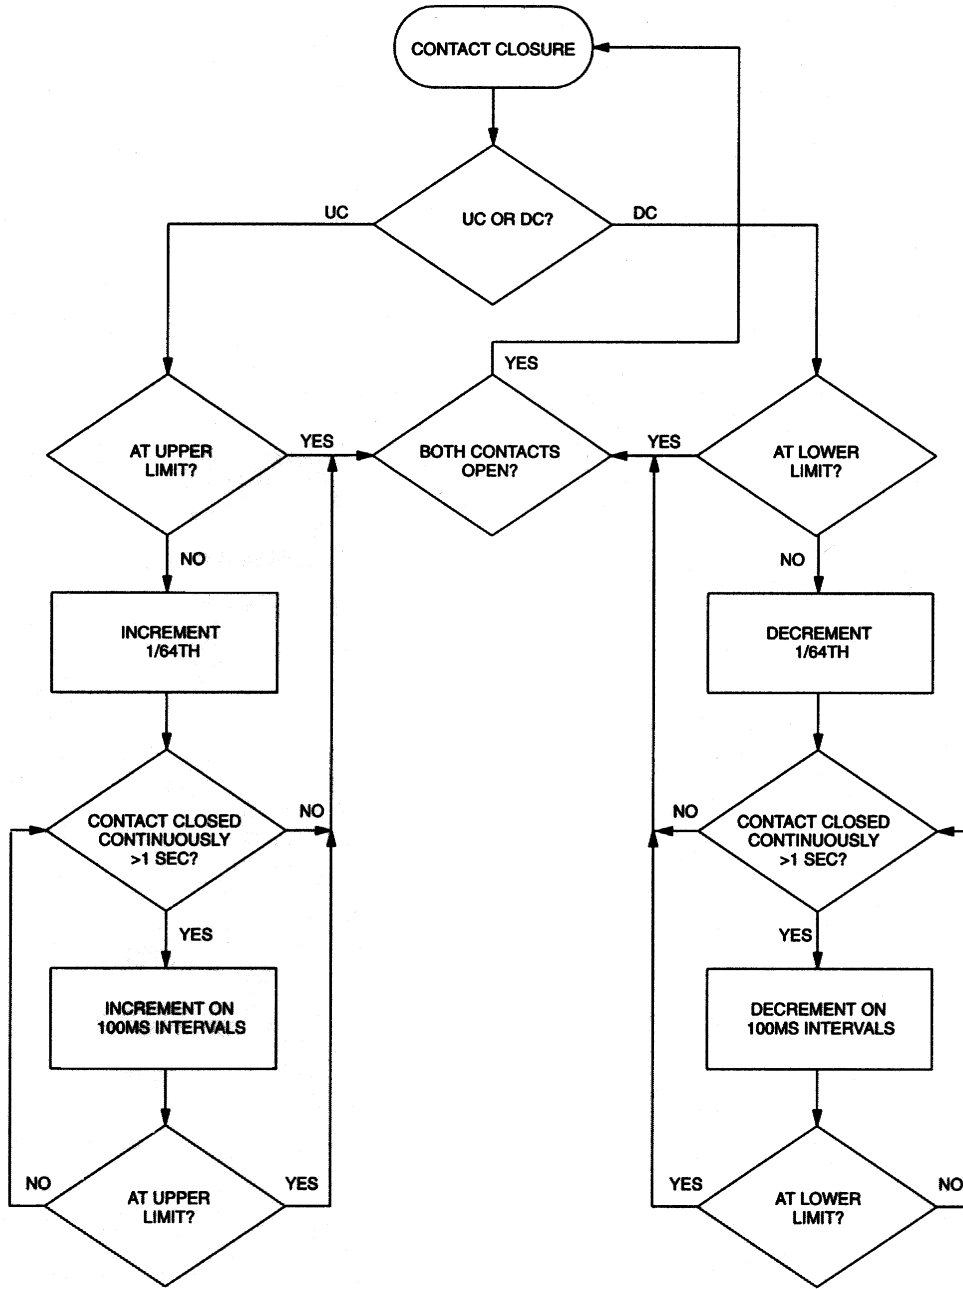 CONTACT CLOSURE
UC
UC OR DC?
DC
YES
AT UPPER
LIMIT?
YES
BOTH CONTACTS
OPEN?
YES
AT LOWER
LIMIT?
NO
NO
INCREMENT
1/64TH
DECREMENT
1/64TH
CONTACT CLOSED
CONTINUOUSLY
>1 SEC?
NO
NO
CONTACT CLOSED
CONTINUOUSLY
>1 SEC?
YES
YES
INCREMENT ON
100MS INTERVALS
DECREMENT ON
100MS INTERVALS
NO
AT UPPER
LIMIT?
YES
YES
AT LOWER
LIMIT?
NO